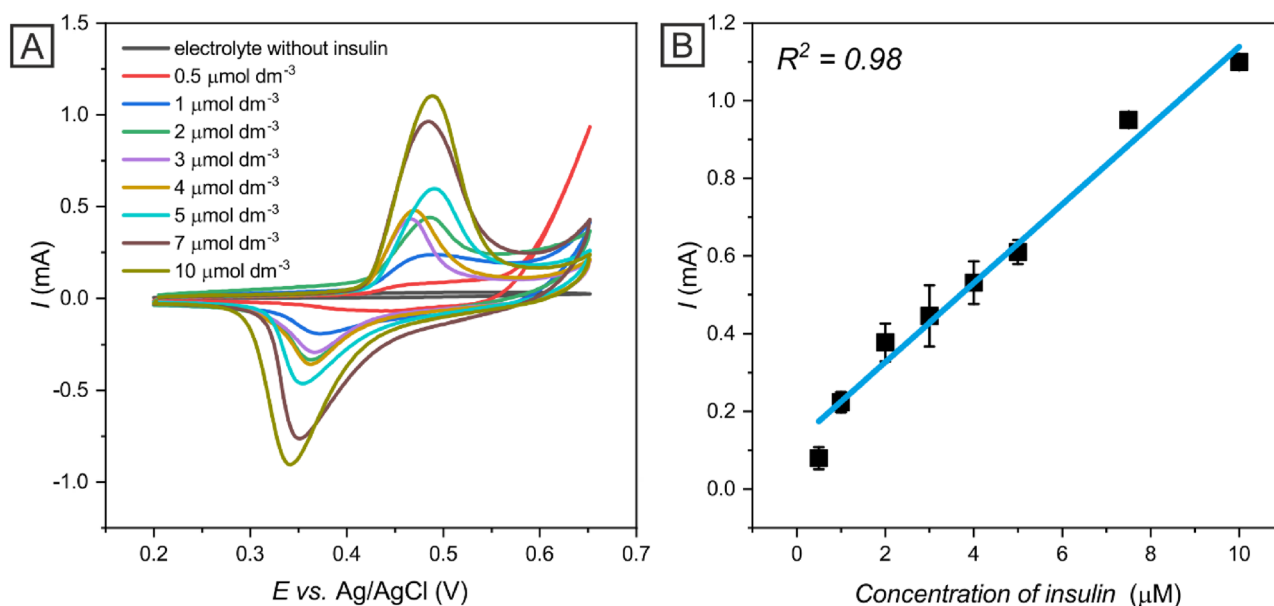 A
electrolyte without insulin
0.5 μmol dm⁻³
1 μmol dm⁻³
2 μmol dm⁻³
3 μmol dm⁻³
4 μmol dm⁻³
5 μmol dm⁻³
7 μmol dm⁻³
10 μmol dm⁻³
1.5
1.0
0.5
0.0
-0.5
-1.0
I (mA)
0.2 0.3 0.4 0.5 0.6 0.7
E vs. Ag/AgCl (V)
B
R² = 0.98
1.2
1.0
0.8
0.6
0.4
0.2
0.0
I (mA)
0 2 4 6 8 10
Concentration of insulin (μM)